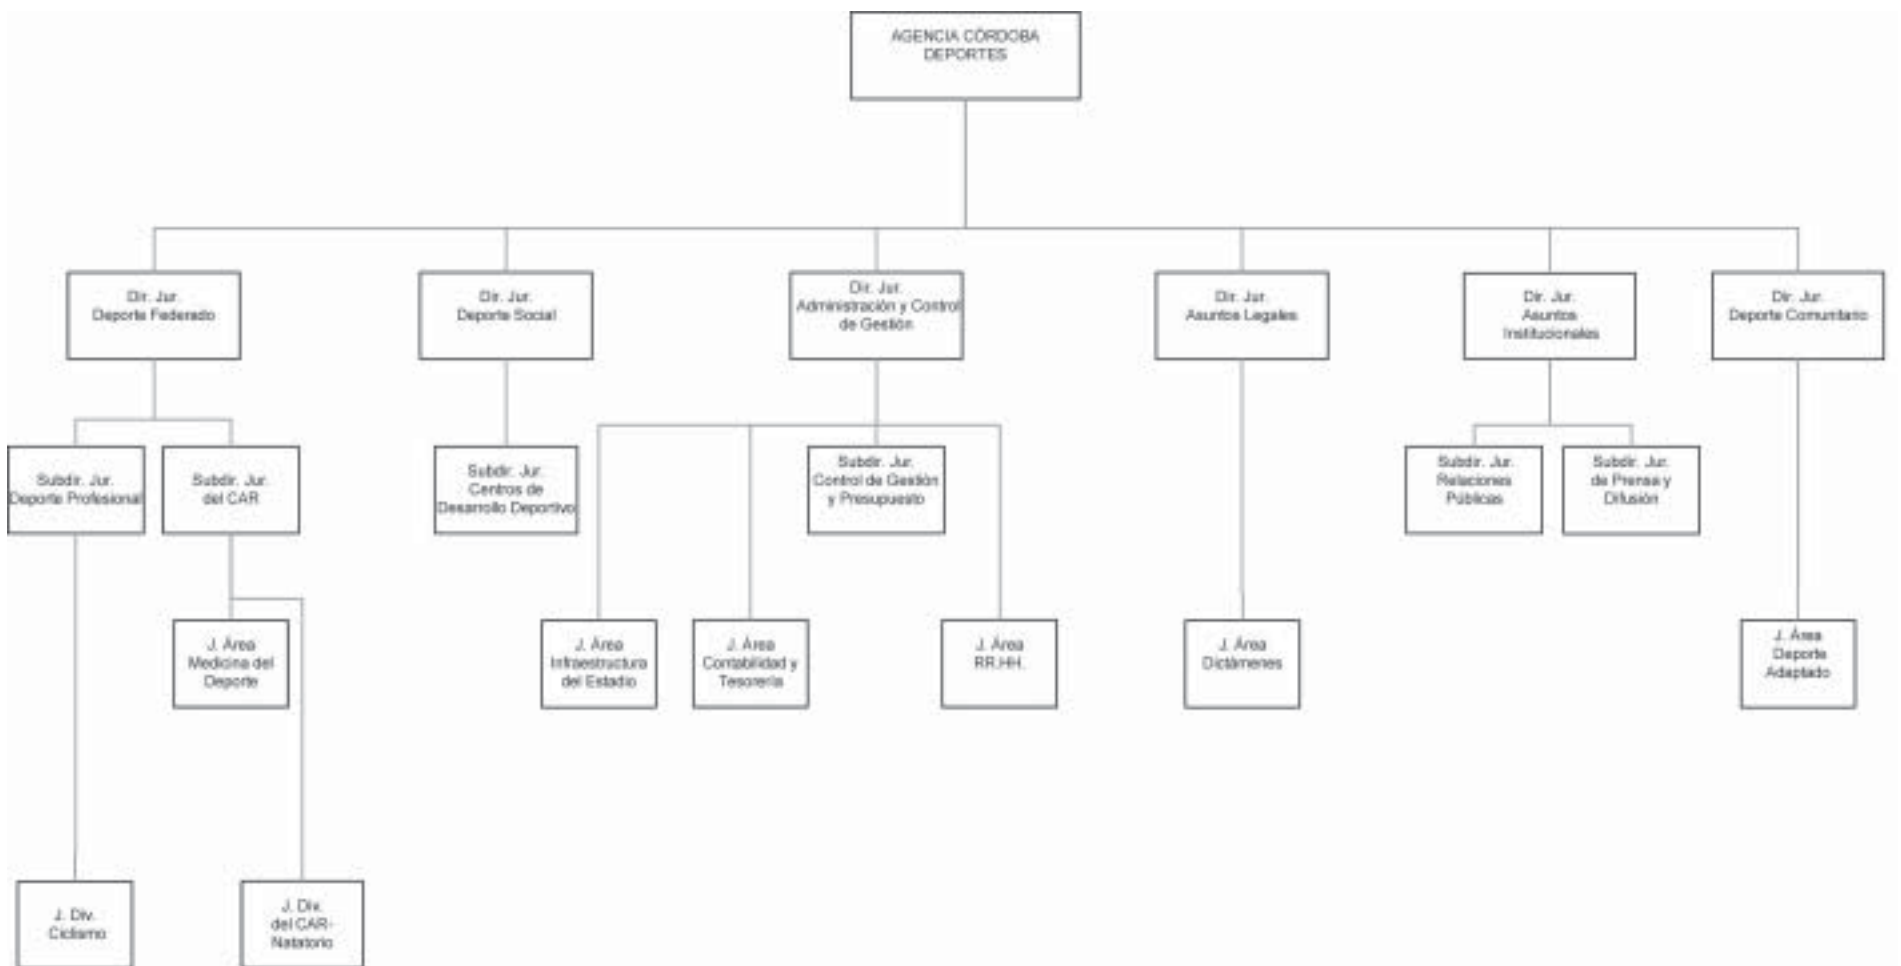 AGENCIA CÓRDOBA
DEPORTES
Dir. Jur.
Deporte Federado
Dir. Jur.
Deporte Social
Dir. Jur.
Administración y Control
de Gestión
Dir. Jur.
Asuntos Legales
Dir. Jur.
Asuntos
Institucionales
Dir. Jur.
Deporte Comunitario
Subdir. Jur.
Deporte Profesional
Subdir. Jur.
del CAR
Subdir. Jur.
Centros de
Desarrollo Deportivo
Subdir. Jur.
Control de Gestión
y Presupuesto
Subdir. Jur.
Relaciones
Públicas
Subdir. Jur.
de Prensa y
Difusión
J. Área
Medicina del
Deporte
J. Área
Infraestructura
del Estadio
J. Área
Contabilidad y
Tesorería
J. Área
RR.HH.
J. Área
Dictámenes
J. Área
Deporte
Adaptado
J. Div.
Ciclismo
J. Div.
del CAR-
Natatorio